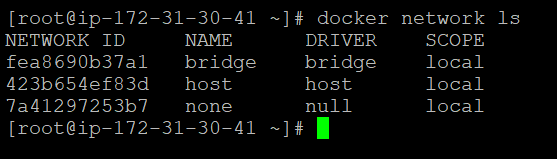 [root@ip-172-31-30-41 ~]# docker network ls
NETWORK ID     NAME      DRIVER    SCOPE
fea8690b37a1   bridge    bridge    local
423b654ef83d   host      host      local
7a41297253b7   none      null      local
[root@ip-172-31-30-41 ~]#